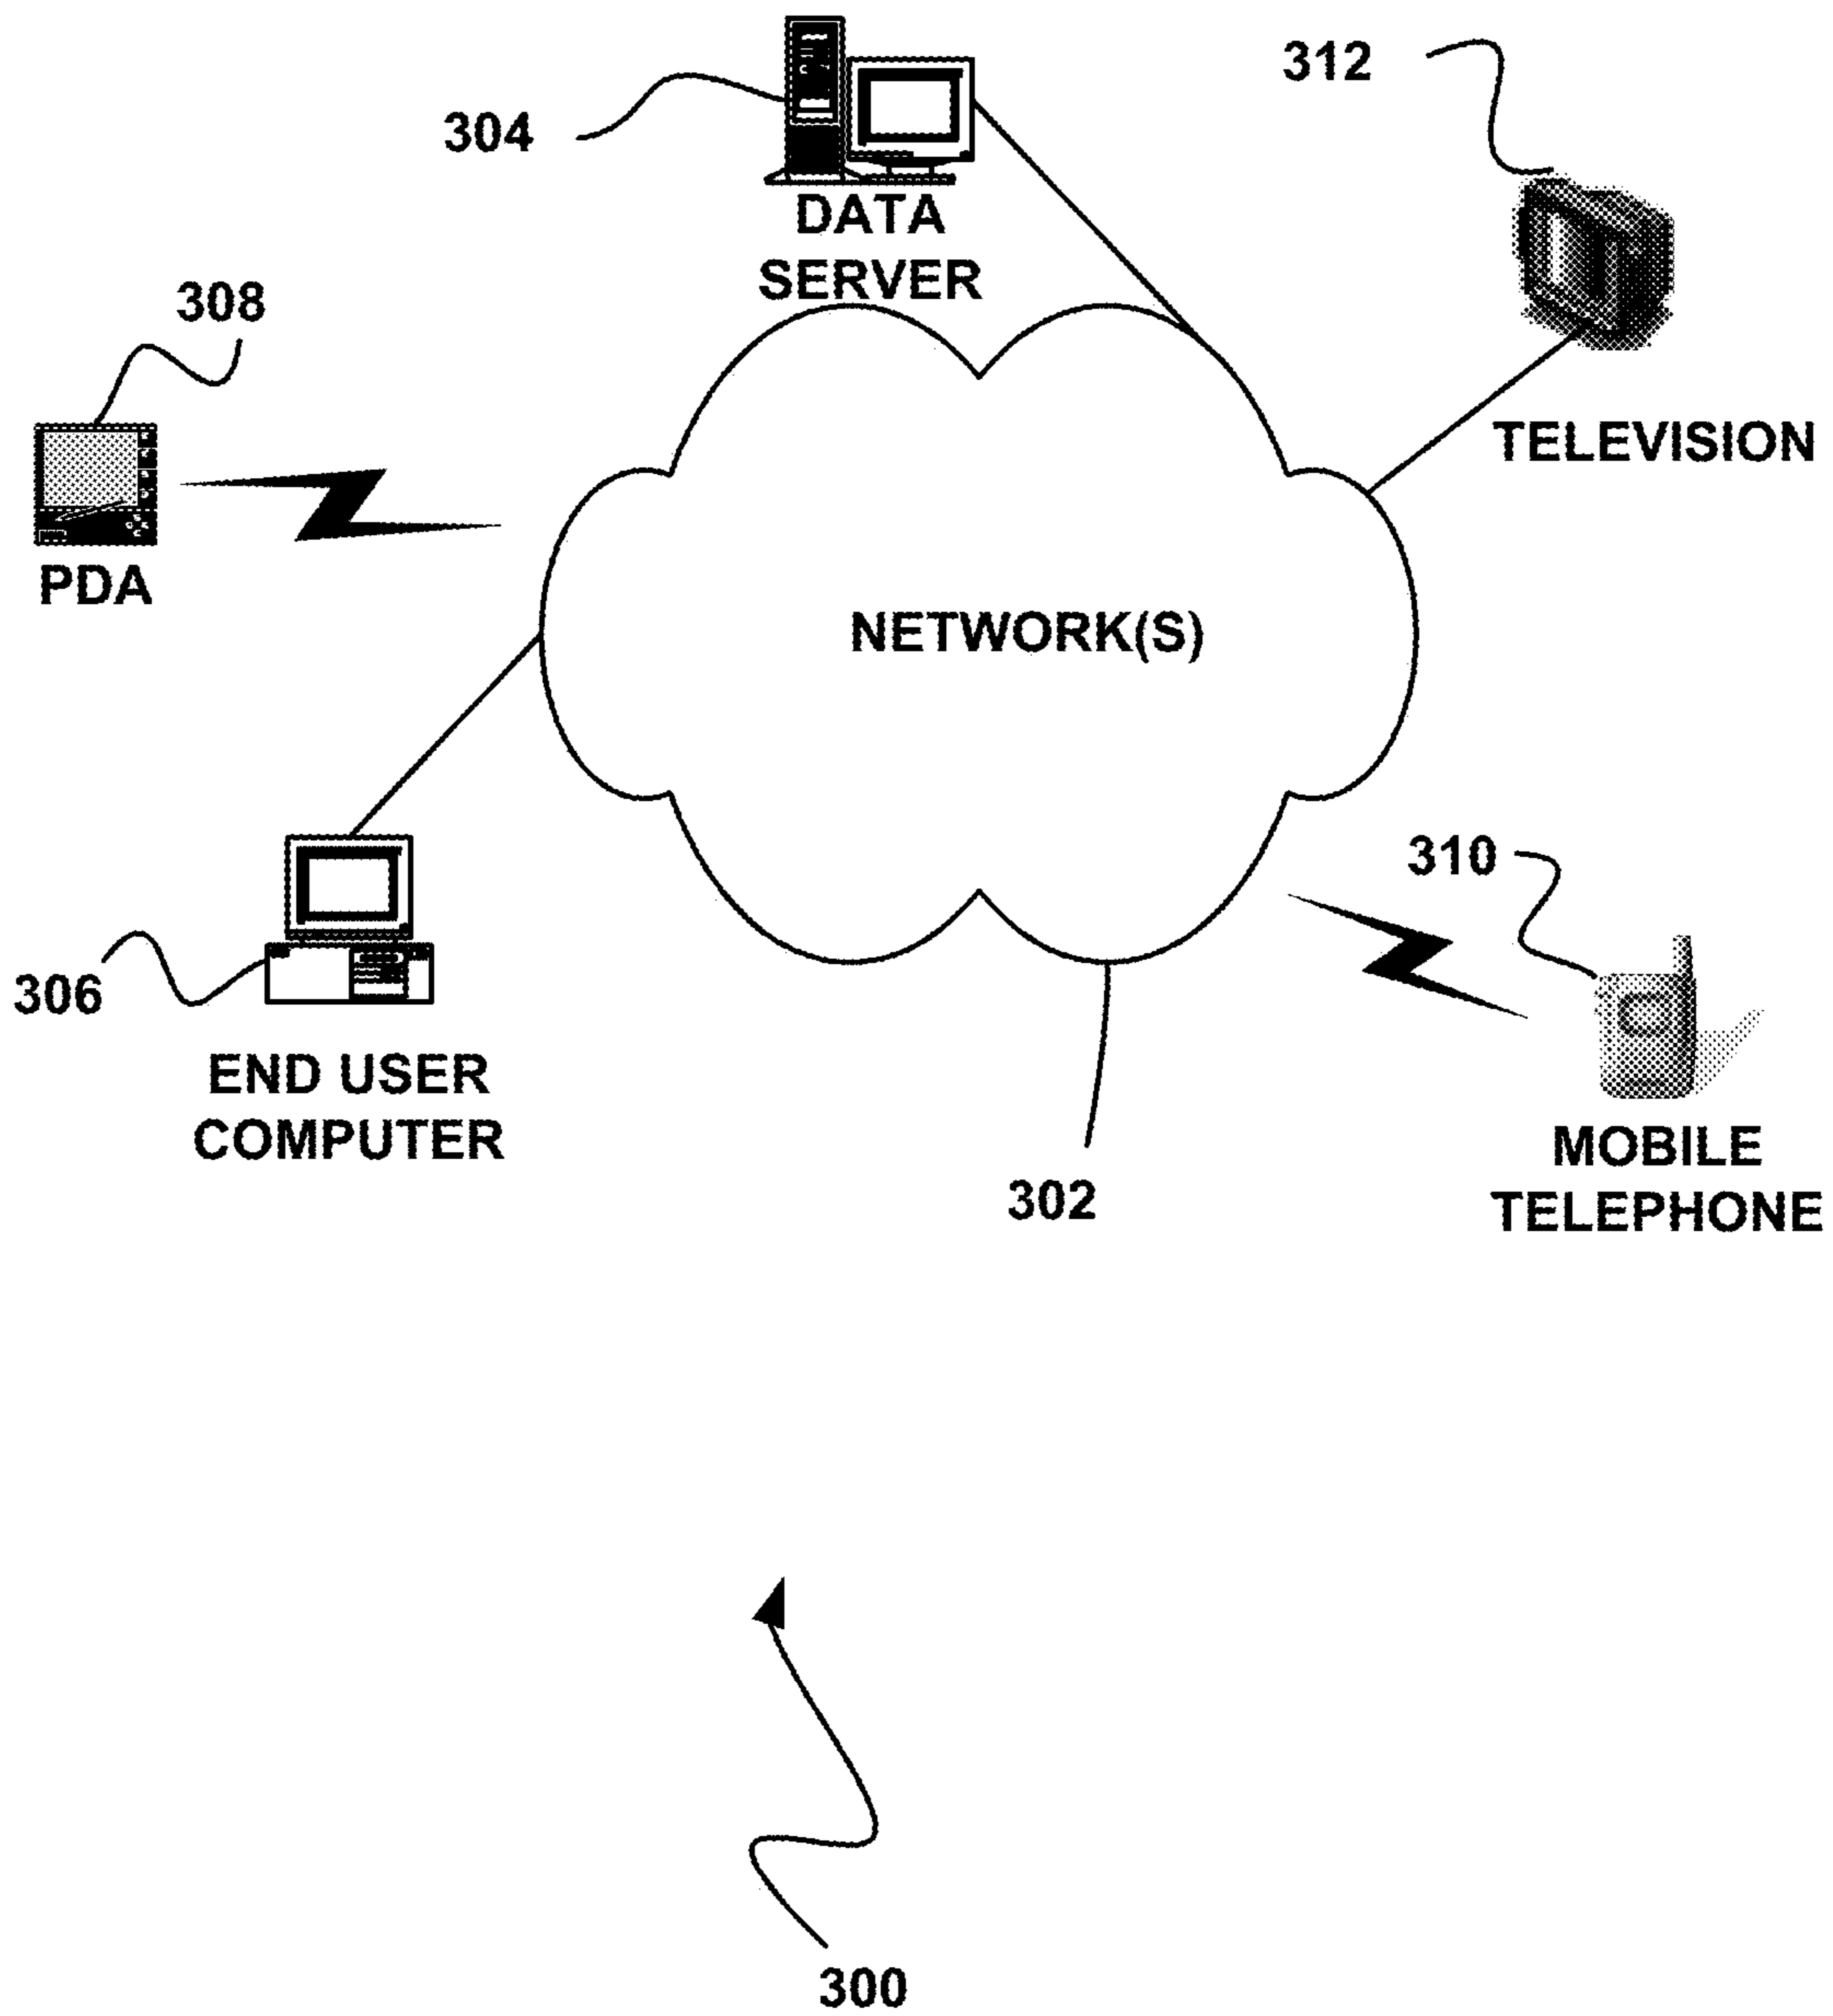 312
304
DATA
SERVER
308
TELEVISION
PDA
NETWORK(S)
310
306
END USER
COMPUTER
MOBILE
TELEPHONE
302
300